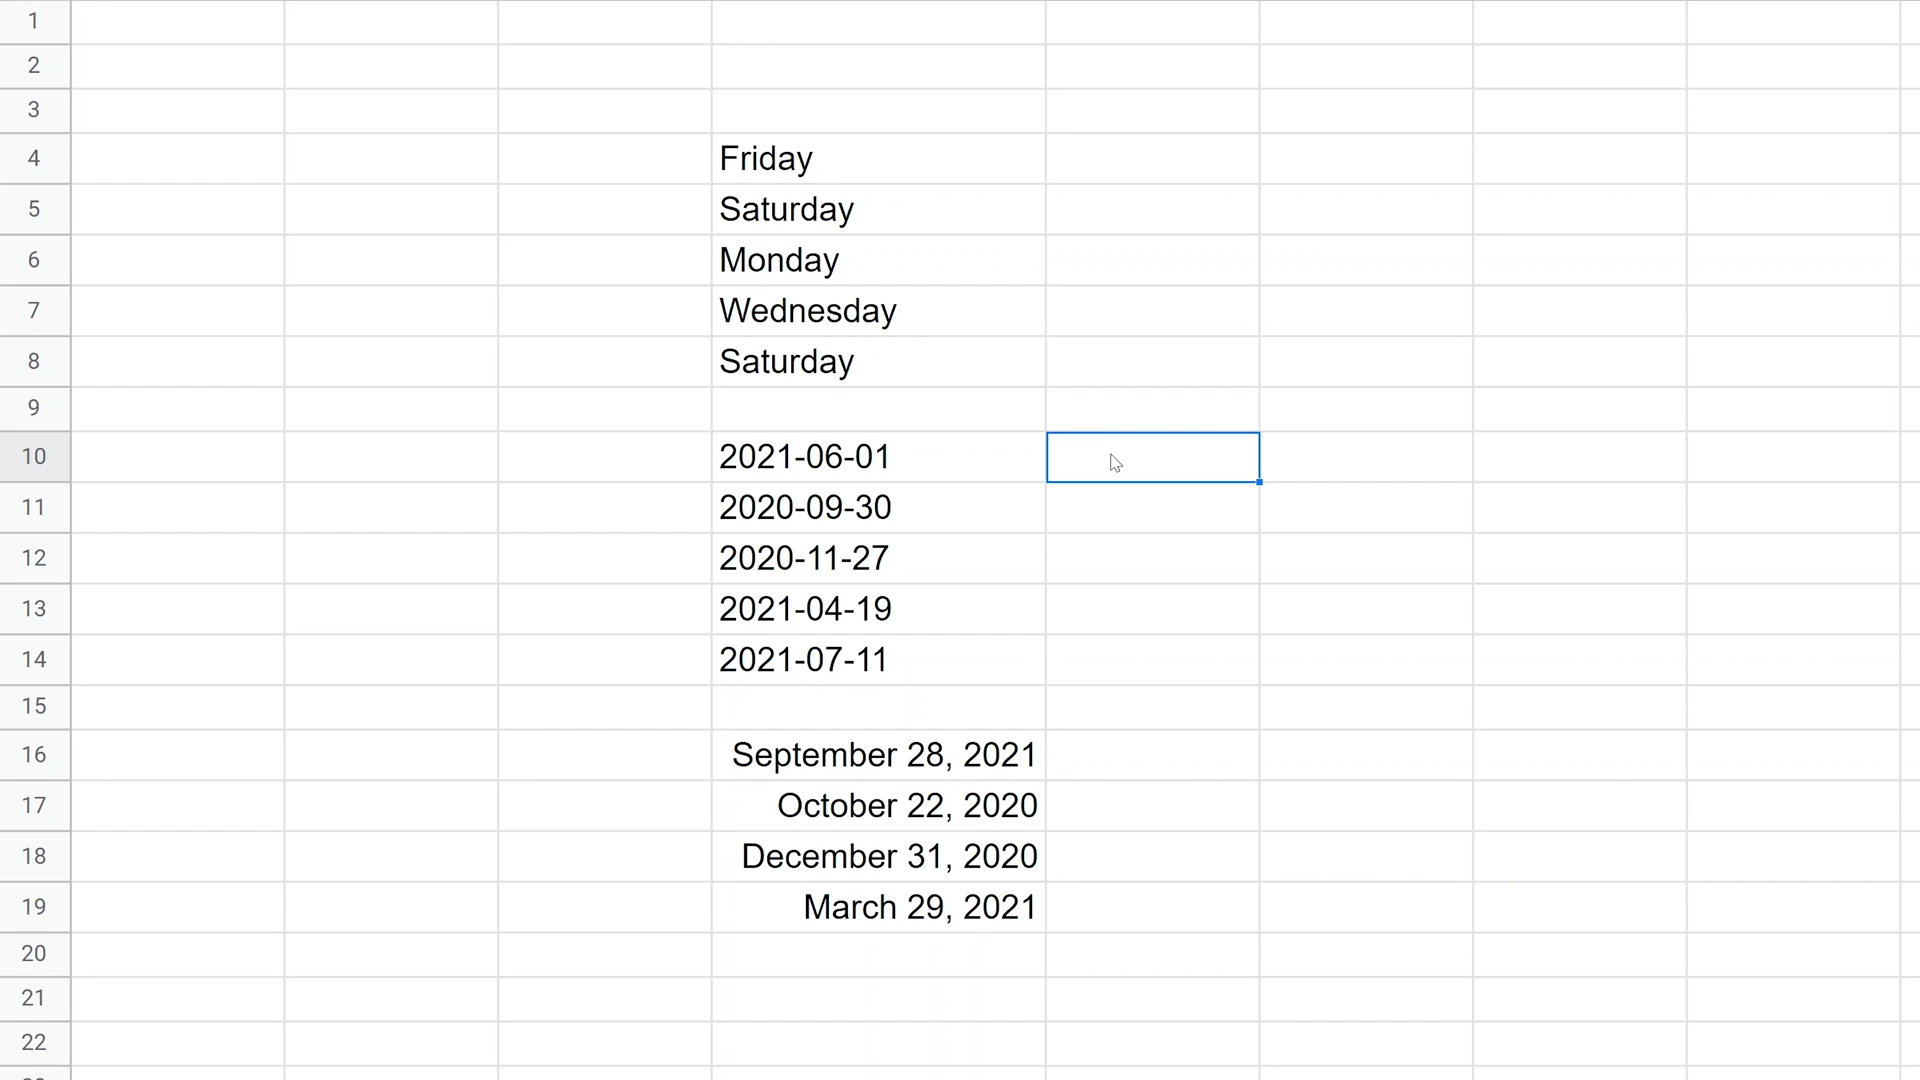 1
2
3
4 Friday
5 Saturday
6 Monday
7 Wednesday
8 Saturday
9
10 2021-06-01
11 2020-09-30
12 2020-11-27
13 2021-04-19
14 2021-07-11
15
16 September 28, 2021
17 October 22, 2020
18 December 31, 2020
19 March 29, 2021
20
21
22